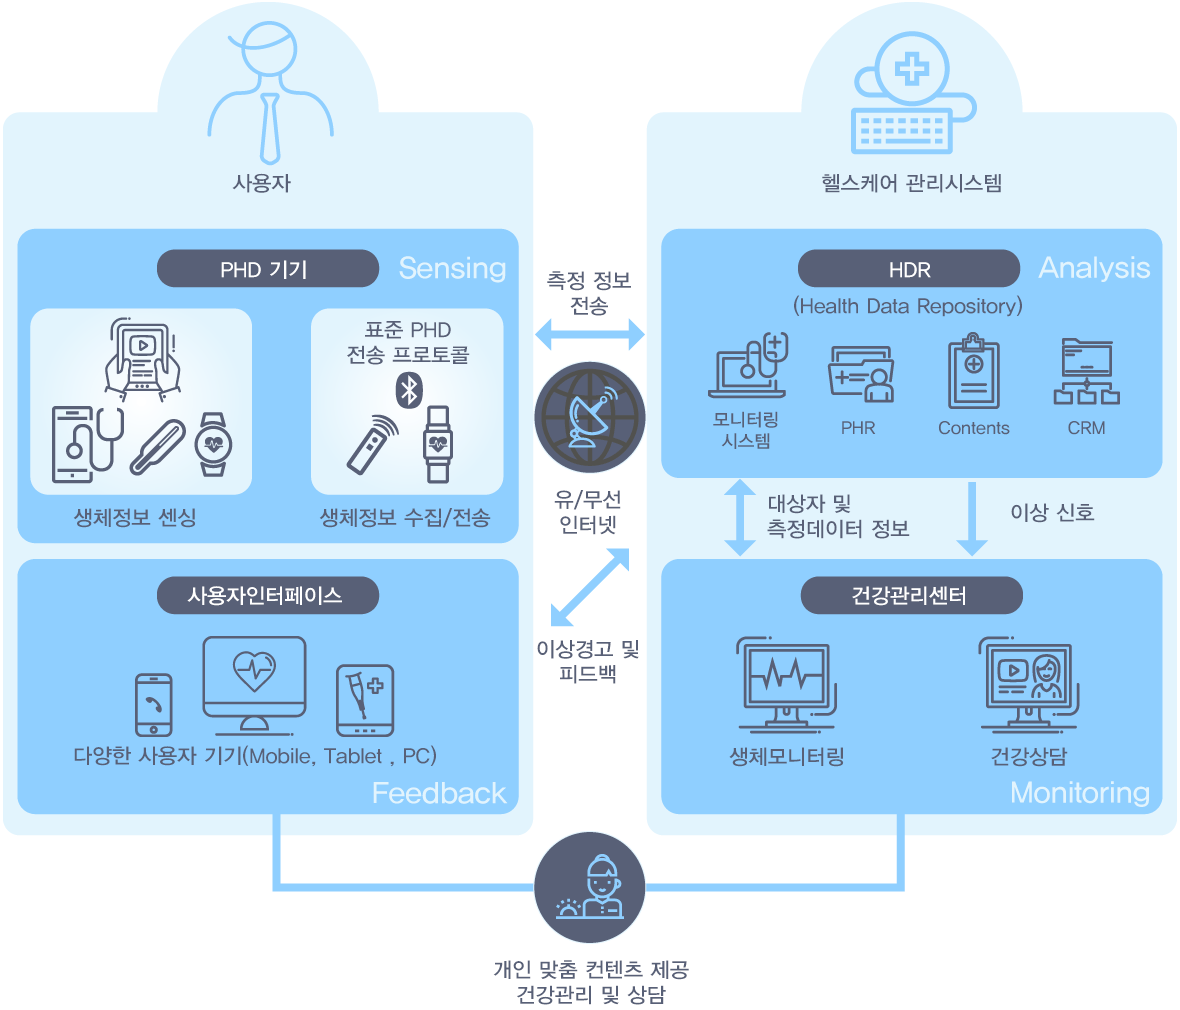 사용자
PHD 기기
Sensing
표준 PHD
전송 프로토콜
생체정보 센싱
생체정보 수집/전송
사용자인터페이스
다양한 사용자 기기(Mobile, Tablet , PC)
Feedback
측정 정보
전송
유/무선
인터넷
이상경고 및
피드백
헬스케어 관리시스템
HDR
Analysis
(Health Data Repository)
모니터링
시스템
PHR
Contents
CRM
대상자 및
측정데이터 정보
이상 신호
건강관리센터
생체모니터링
건강상담
Monitoring
개인 맞춤 컨텐츠 제공
건강관리 및 상담